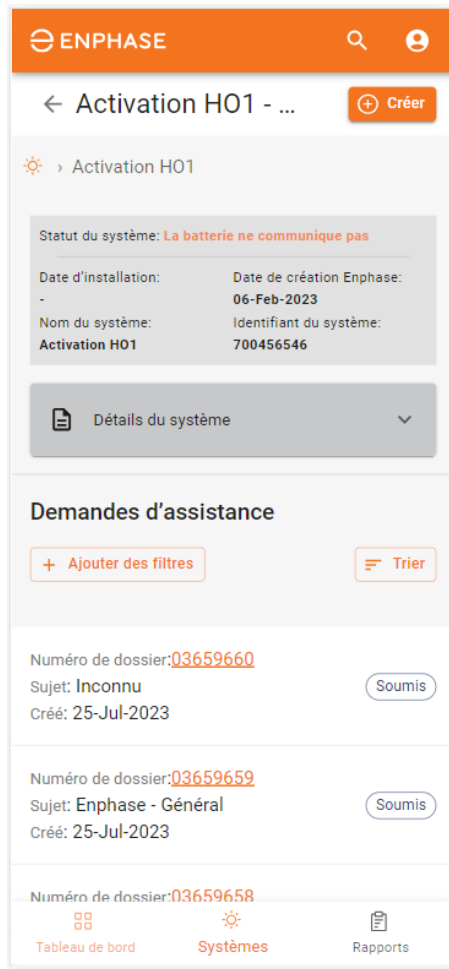 ENPHASE
Activation HO1 - ...
Créer
› Activation HO1
Statut du système: La batterie ne communique pas
Date d'installation:
-
Date de création Enphase:
06-Feb-2023
Nom du système:
Activation HO1
Identifiant du système:
700456546
Détails du système
Demandes d’assistance
+ Ajouter des filtres
Trier
Numéro de dossier:03659660
Sujet: Inconnu
Créé: 25-Jul-2023
Soumis
Numéro de dossier:03659659
Sujet: Enphase - Général
Créé: 25-Jul-2023
Soumis
Numéro de dossier:03659658
Tableau de bord
Systèmes
Rapports